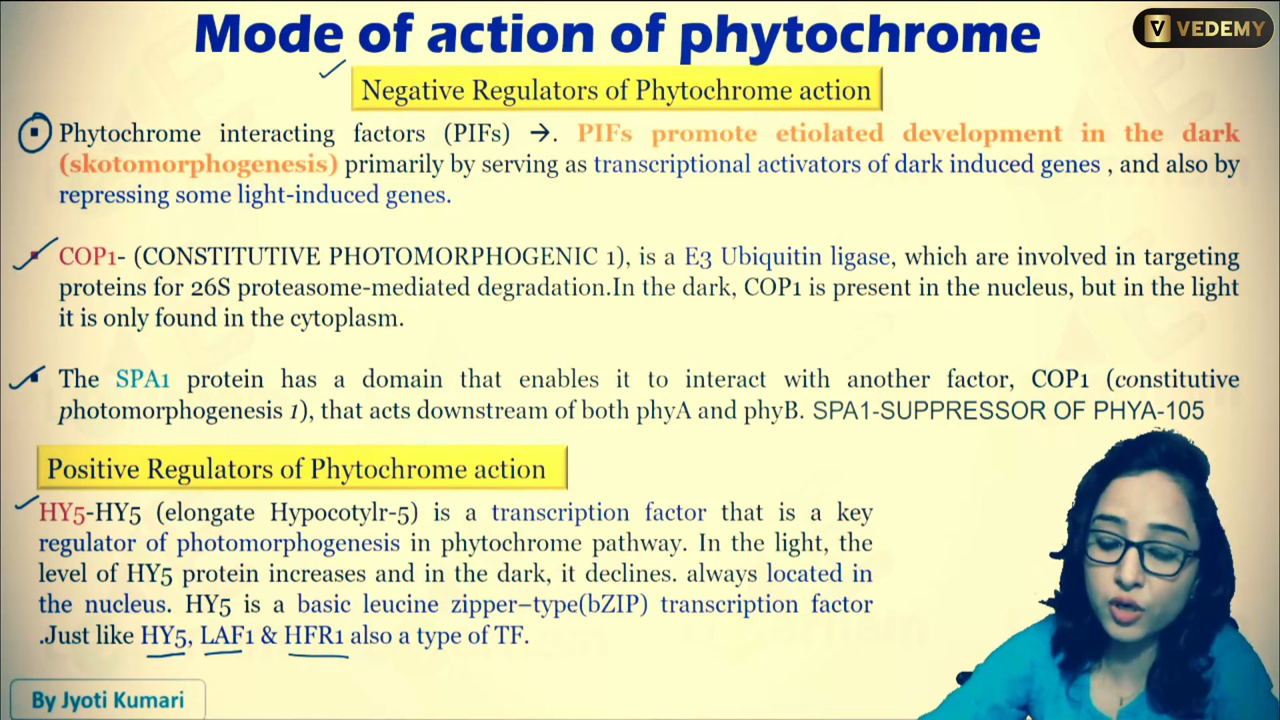 Mode of action of phytochrome
VEDEMY
Negative Regulators of Phytochrome action
Phytochrome interacting factors (PIFs) →. PIFs promote etiolated development in the dark
(skotomorphogenesis) primarily by serving as transcriptional activators of dark induced genes , and also by
repressing some light-induced genes.
COP1- (CONSTITUTIVE PHOTOMORPHOGENIC 1), is a E3 Ubiquitin ligase, which are involved in targeting
proteins for 26S proteasome-mediated degradation.In the dark, COP1 is present in the nucleus, but in the light
it is only found in the cytoplasm.
The SPA1 protein has a domain that enables it to interact with another factor, COP1 (constitutive
photomorphogenesis 1), that acts downstream of both phyA and phyB. SPA1-SUPPRESSOR OF PHYA-105
Positive Regulators of Phytochrome action
HY5-HY5 (elongate Hypocotylr-5) is a transcription factor that is a key
regulator of photomorphogenesis in phytochrome pathway. In the light, the
level of HY5 protein increases and in the dark, it declines. always located in
the nucleus. HY5 is a basic leucine zipper–type(bZIP) transcription factor
.Just like HY5, LAF1 & HFR1 also a type of TF.
By Jyoti Kumari